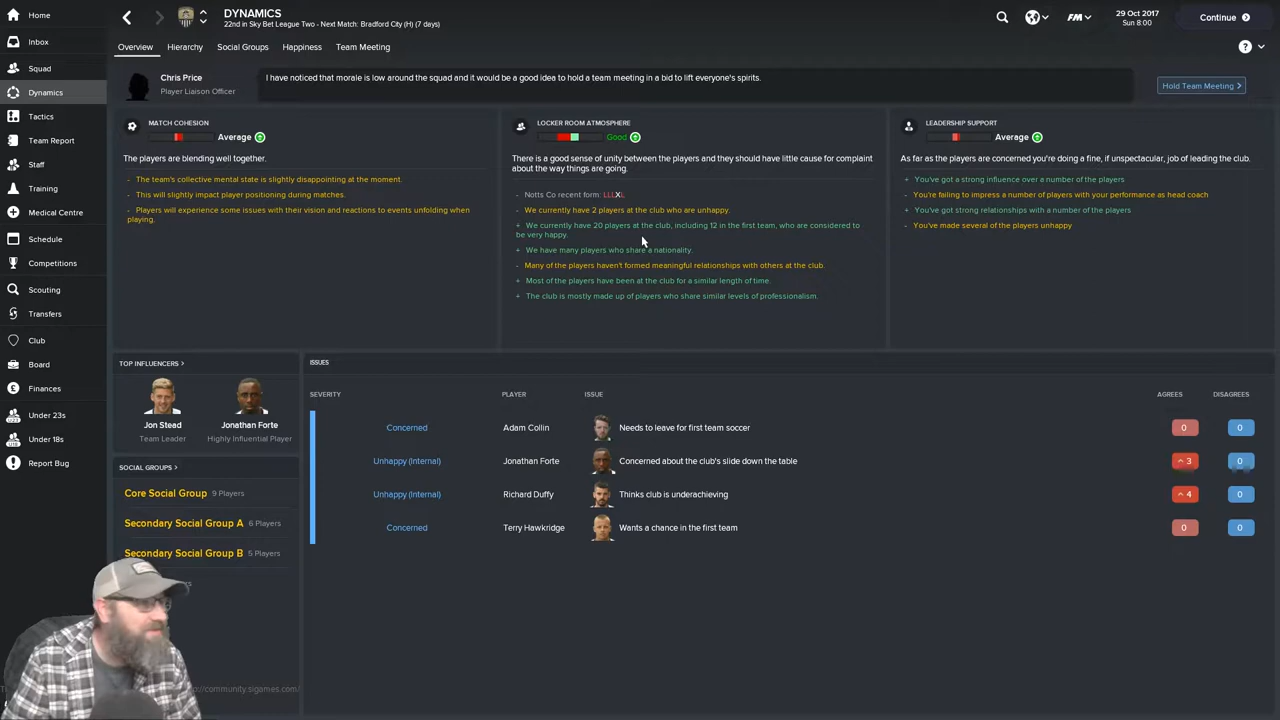 Home
Inbox
Squad
Dynamics
Tactics
Team Report
Staff
Training
Medical Centre
Schedule
Competitions
Scouting
Transfers
Club
Board
Finances
Under 23s
Under 18s
Report Bug
DYNAMICS
22nd in Sky Bet League Two - Next Match: Bradford City (H) (7 days)
FM
29 Oct 2017
Sun 8:00
Continue
Overview
Hierarchy
Social Groups
Happiness
Team Meeting
?
Chris Price
Player Liaison Officer
I have noticed that morale is low around the squad and it would be a good idea to hold a team meeting in a bid to lift everyone's spirits.
Hold Team Meeting >
MATCH COHESION
Average
The players are blending well together.
- The team's collective mental state is slightly disappointing at the moment.
- This will slightly impact player positioning during matches.
- Players will experience some issues with their vision and reactions to events unfolding when
playing.
LOCKER ROOM ATMOSPHERE
Good
There is a good sense of unity between the players and they should have little cause for complaint
about the way things are going.
- Notts Co recent form: LLLXL
- We currently have 2 players at the club who are unhappy.
+ We currently have 20 players at the club, including 12 in the first team, who are considered to
be very happy.
+ We have many players who share a nationality.
- Many of the players haven't formed meaningful relationships with others at the club.
+ Most of the players have been at the club for a similar length of time.
+ The club is mostly made up of players who share similar levels of professionalism.
LEADERSHIP SUPPORT
Average
As far as the players are concerned you're doing a fine, if unspectacular, job of leading the club.
+ You've got a strong influence over a number of the players
- You're failing to impress a number of players with your performance as head coach
+ You've got strong relationships with a number of the players
- You've made several of the players unhappy
TOP INFLUENCERS >
Jon Stead
Team Leader
Jonathan Forte
Highly Influential Player
SOCIAL GROUPS >
Core Social Group 9 Players
Secondary Social Group A 6 Players
Secondary Social Group B 5 Players
ISSUES
SEVERITY PLAYER ISSUE AGREES DISAGREES
Concerned Adam Collin Needs to leave for first team soccer 0 0
Unhappy (Internal) Jonathan Forte Concerned about the club's slide down the table 3 0
Unhappy (Internal) Richard Duffy Thinks club is underachieving 4 0
Concerned Terry Hawkridge Wants a chance in the first team 0 0
://community.sigames.com/